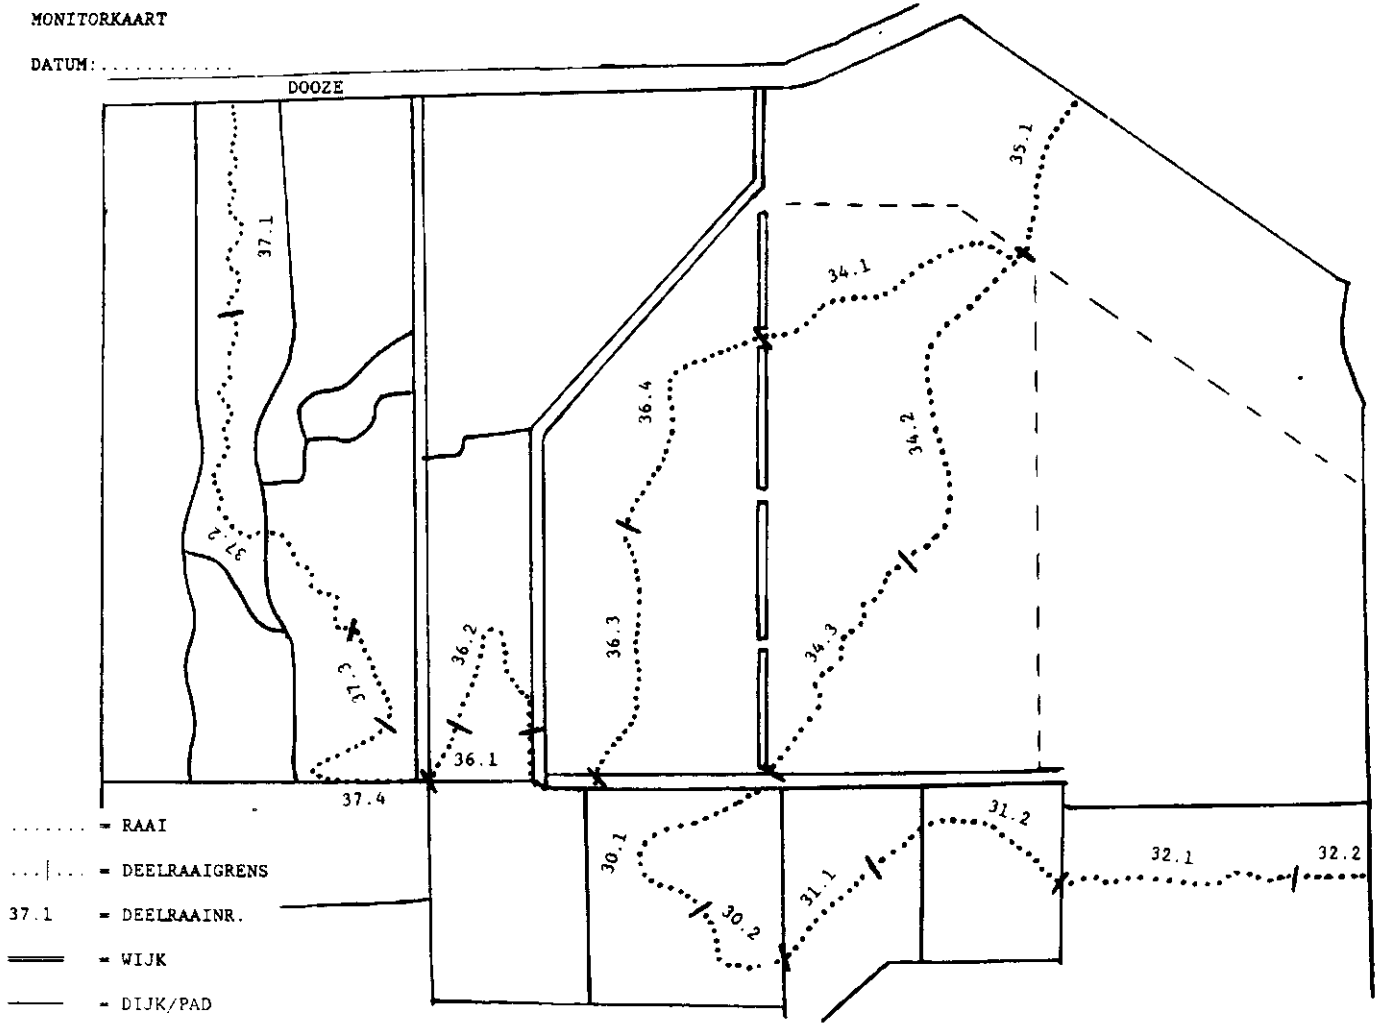 MONITORKAART
DATUM:............
DOOZE
35.1
37.1
34.1
36.4
34.2
37.2
36.2
36.3
34.3
37.3
36.1
37.4
31.2
30.1
32.1
32.2
31.1
30.2
....... = RAAI
...|... = DEELRAAIGRENS
37.1 = DEELRAAINR.
= WIJK
= DIJK/PAD